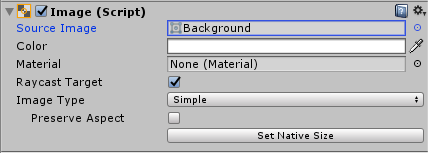 Image (Script)
Source Image Background
Color
Material None (Material)
Raycast Target
Image Type Simple
Preserve Aspect
Set Native Size